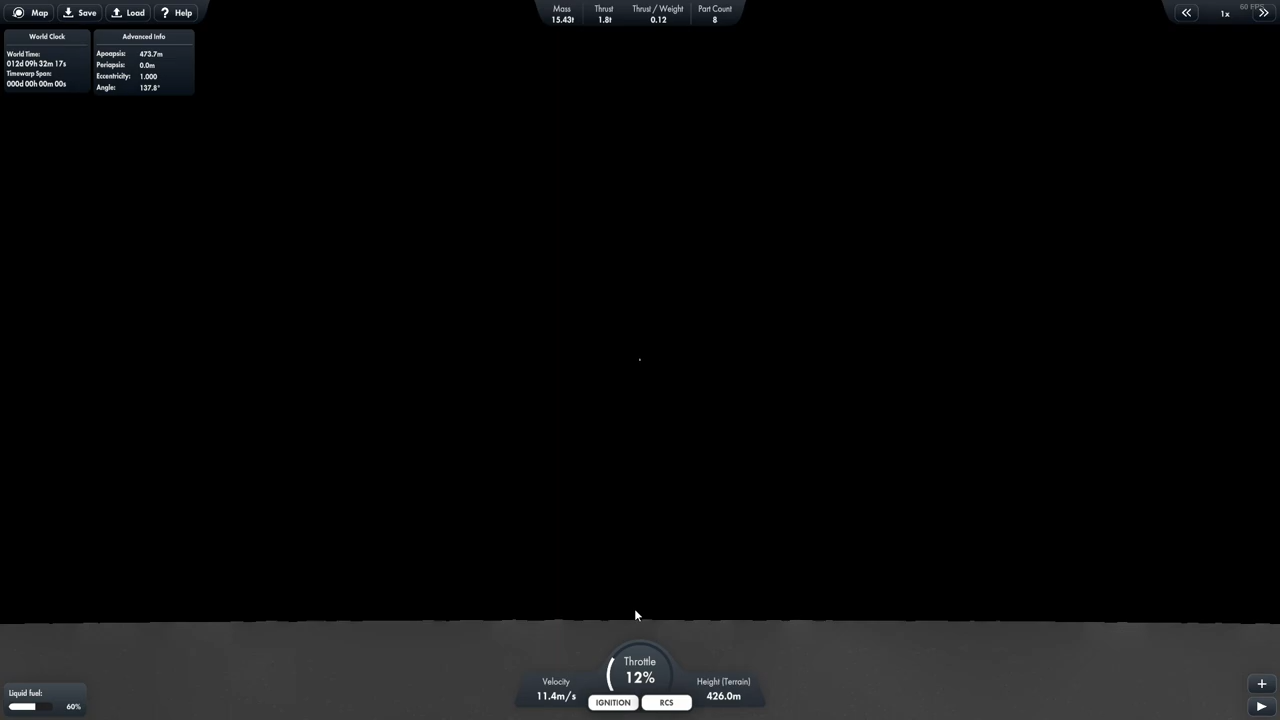 Map
Save
Load
Help
Mass
15.43t
Thrust
1.8t
Thrust / Weight
0.12
Part Count
8
60 FPS
1x
World Clock
World Time:
012d 09h 32m 17s
Timewarp Span:
000d 00h 00m 00s
Advanced Info
Apoapsis: 473.7m
Periapsis: 0.0m
Eccentricity: 1.000
Angle: 137.8°
Throttle
12%
Velocity
11.4m/s
Height (Terrain)
426.0m
IGNITION
RCS
Liquid fuel:
60%